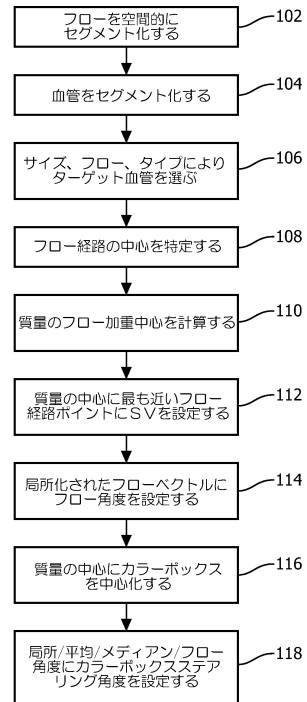 フローを空間的に
セグメント化する
102
血管をセグメント化する
104
サイズ、フロー、タイプにより
ターゲット血管を選ぶ
106
フロー経路の中心を特定する
108
質量のフロー加重中心を計算する
110
質量の中心に最も近いフロー
経路ポイントにＳＶを設定する
112
局所化されたフローベクトルに
フロー角度を設定する
114
質量の中心にカラーボックス
を中心化する
116
局所/平均/メディアン/フロー
角度にカラーボックスステア
リング角度を設定する
118